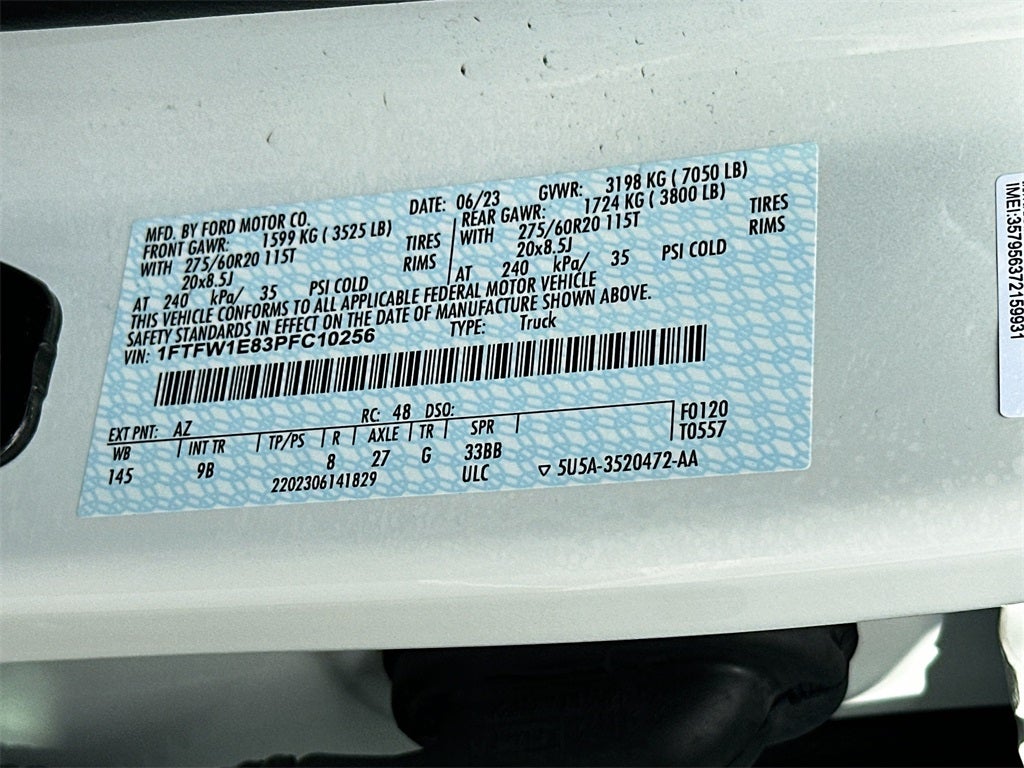 MFD. BY FORD MOTOR CO. DATE: 06/23 GVWR: 3198 KG ( 7050 LB)
FRONT GAWR: 1599 KG ( 3525 LB) REAR GAWR: 1724 KG ( 3800 LB)
WITH 275/60R20 115T TIRES WITH 275/60R20 115T TIRES
20x8.5J RIMS 20x8.5J RIMS
AT 240 kPa/ 35 PSI COLD AT 240 kPa/ 35 PSI COLD
THIS VEHICLE CONFORMS TO ALL APPLICABLE FEDERAL MOTOR VEHICLE
SAFETY STANDARDS IN EFFECT ON THE DATE OF MANUFACTURE SHOWN ABOVE.
VIN: 1FTFW1E83PFC10256 TYPE: Truck
EXT PNT: AZ RC: 48 DSO: F0120
WB INT TR TP/PS R AXLE TR SPR T0557
145 9B 8 27 G 33BB
2202306141829 ULC 5U5A-3520472-AA
IMEI:357956372159931